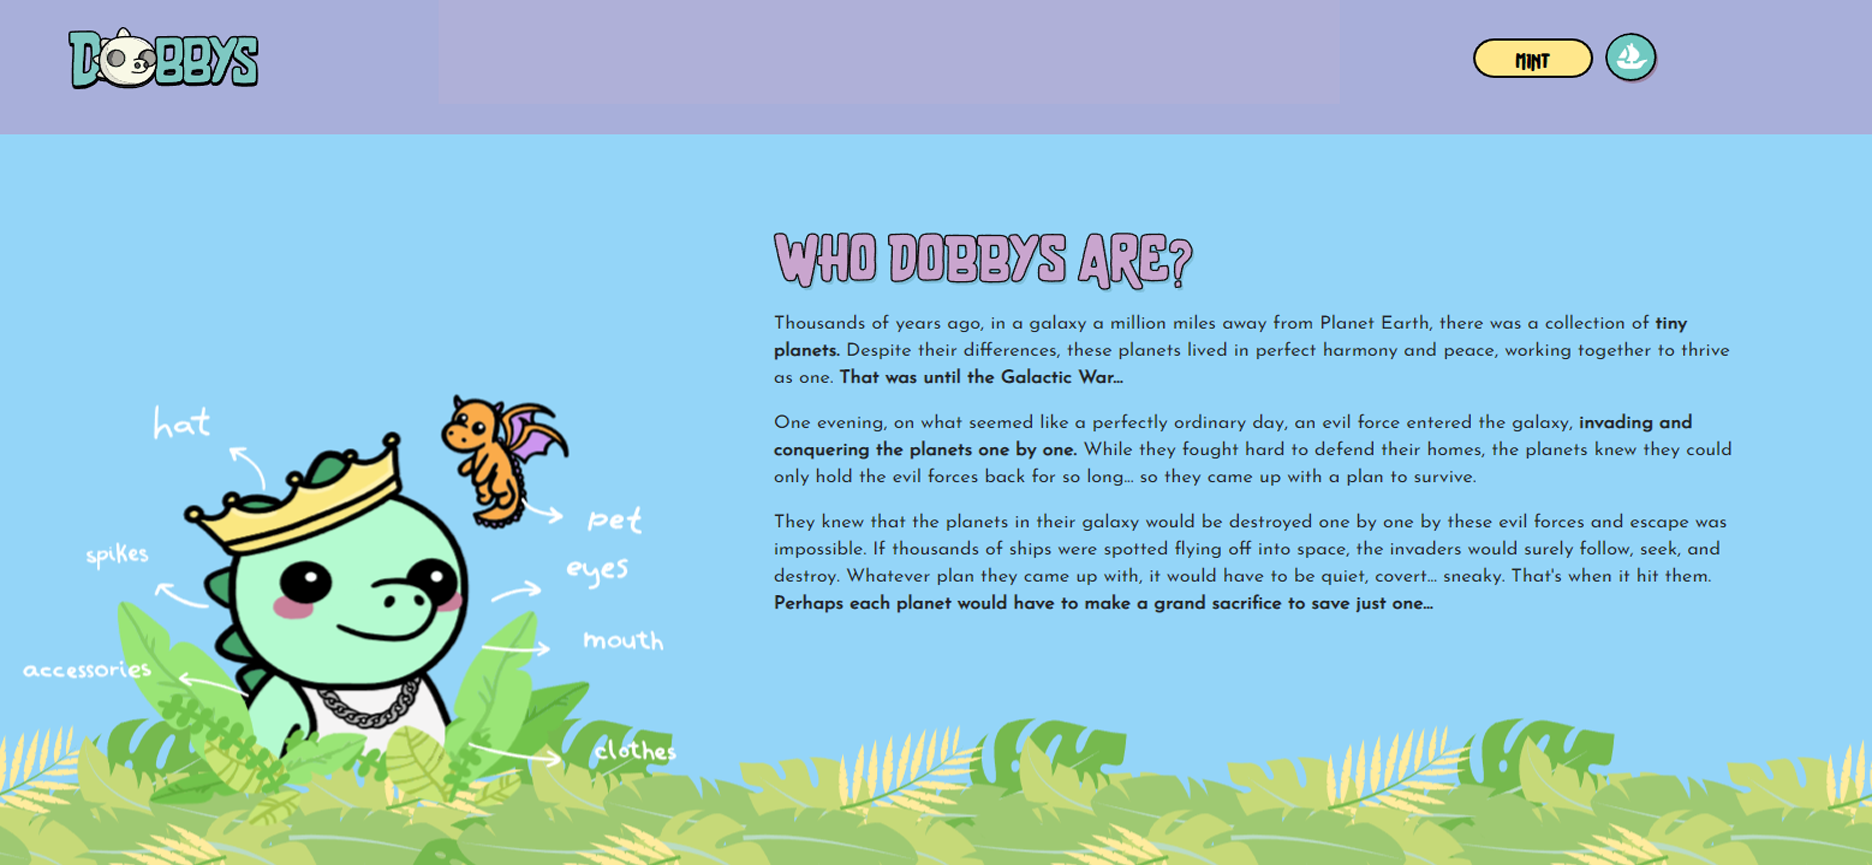 DOBBYS
MINT
WHO DOBBYS ARE?
Thousands of years ago, in a galaxy a million miles away from Planet Earth, there was a collection of tiny
planets. Despite their differences, these planets lived in perfect harmony and peace, working together to thrive
as one. That was until the Galactic War...
One evening, on what seemed like a perfectly ordinary day, an evil force entered the galaxy, invading and
conquering the planets one by one. While they fought hard to defend their homes, the planets knew they could
only hold the evil forces back for so long... so they came up with a plan to survive.
They knew that the planets in their galaxy would be destroyed one by one by these evil forces and escape was
impossible. If thousands of ships were spotted flying off into space, the invaders would surely follow, seek, and
destroy. Whatever plan they came up with, it would have to be quiet, covert... sneaky. That's when it hit them.
Perhaps each planet would have to make a grand sacrifice to save just one...
hat
pet
spikes
eyes
mouth
accessories
clothes